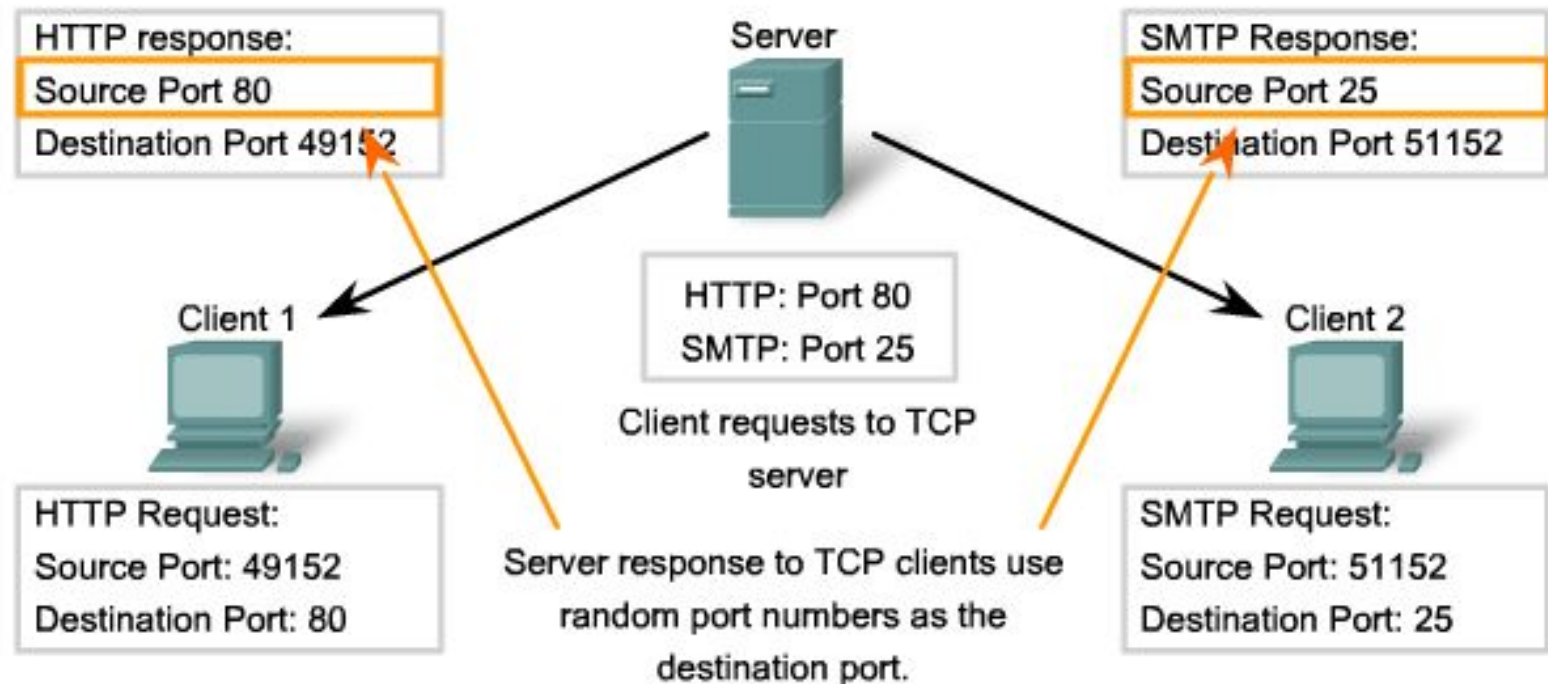 HTTP response:
Source Port 80
Destination Port 49152
Server
SMTP Response:
Source Port 25
Destination Port 51152
Client 1
HTTP: Port 80
SMTP: Port 25
Client 2
Client requests to TCP
server
HTTP Request:
Source Port: 49152
Destination Port: 80
Server response to TCP clients use
random port numbers as the
destination port.
SMTP Request:
Source Port: 51152
Destination Port: 25